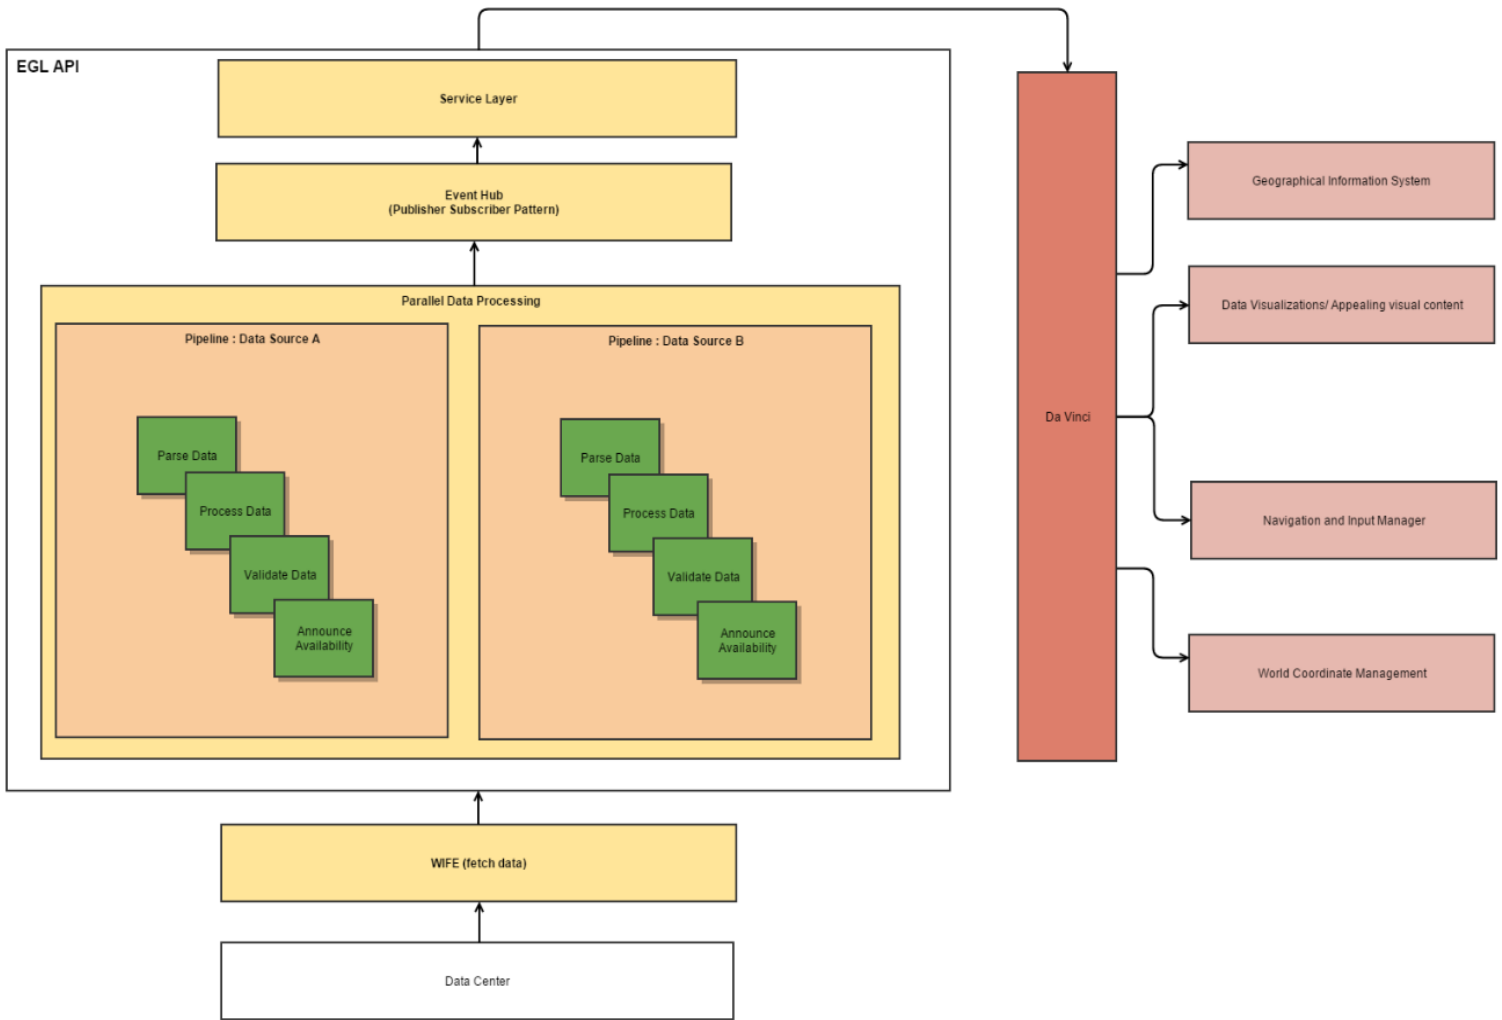 EGL API
Service Layer
Event Hub
(Publisher Subscriber Pattern)
Parallel Data Processing
Pipeline : Data Source A
Parse Data
Process Data
Validate Data
Announce
Availability
Pipeline : Data Source B
Parse Data
Process Data
Validate Data
Announce
Availability
WIFE (fetch data)
Data Center
Da Vinci
Geographical Information System
Data Visualizations/ Appealing visual content
Navigation and Input Manager
World Coordinate Management